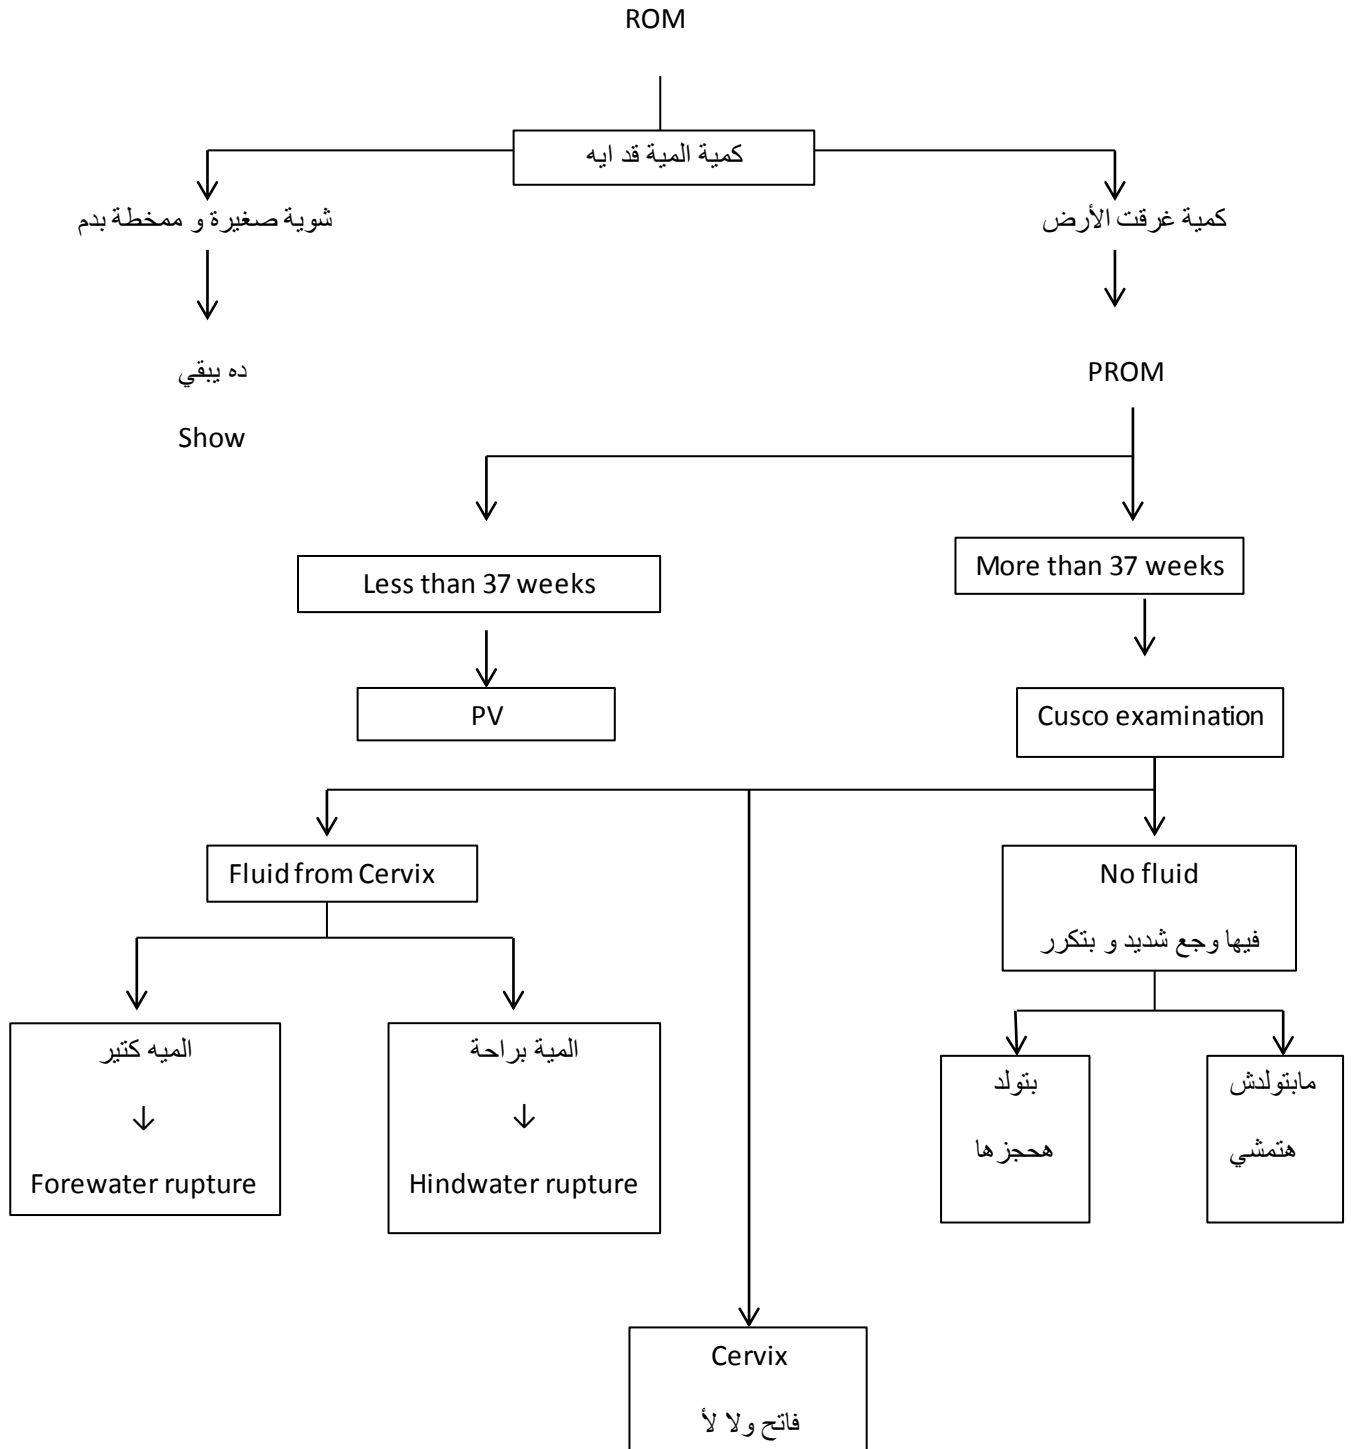 ROM
كمية المية قد ايه
شوية صغيرة و ممخطة بدم
كمية غرقت الأرض
ده يبقي
Show
PROM
Less than 37 weeks
More than 37 weeks
PV
Cusco examination
Fluid from Cervix
No fluid
فيها وجع شديد و بتكرر
الميه كتير
Forewater rupture
المية براحة
Hindwater rupture
بتولد
هحجزها
مابتولدش
هتمشي
Cervix
فاتح ولا لأ